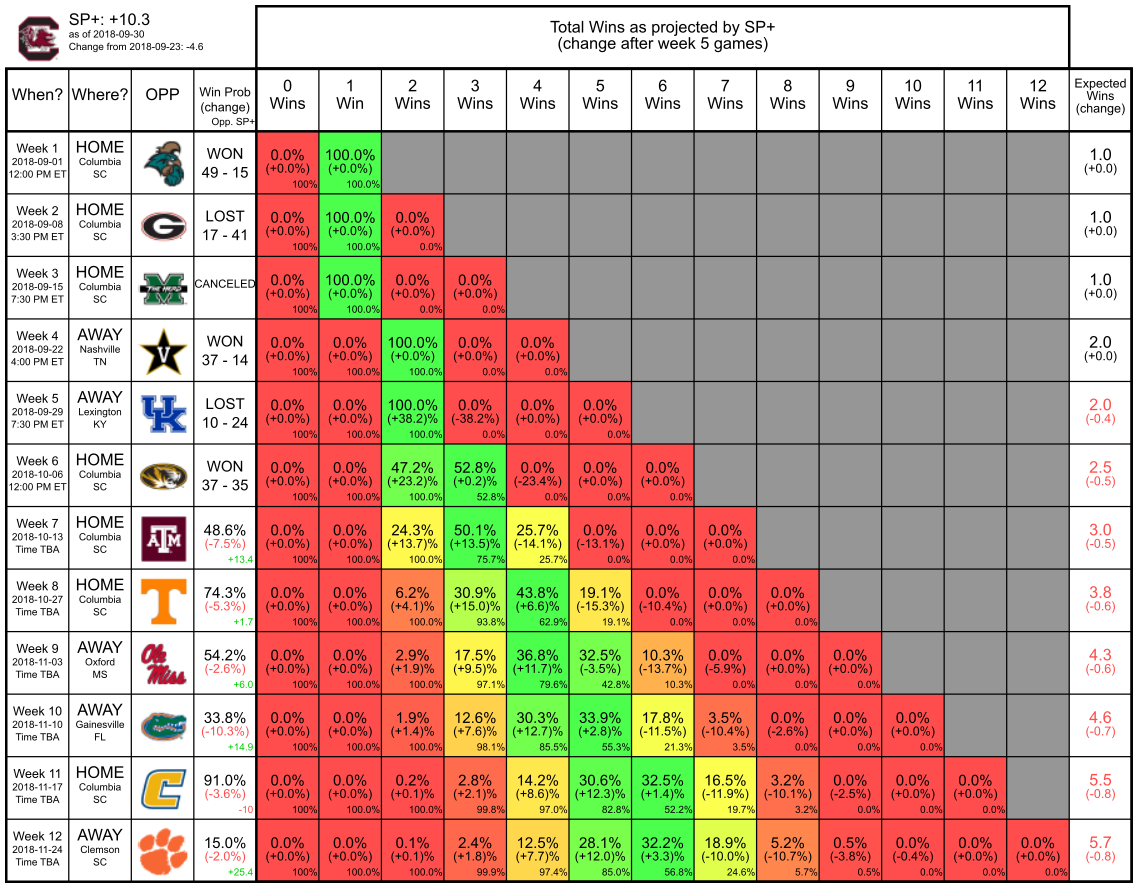 SP+: +10.3
as of 2018-09-30
Change from 2018-09-23: -4.6
Total Wins as projected by SP+
(change after week 5 games)
When? Where? OPP Win Prob (change) Opp. SP+ 0 Wins 1 Win 2 Wins 3 Wins 4 Wins 5 Wins 6 Wins 7 Wins 8 Wins 9 Wins 10 Wins 11 Wins 12 Wins Expected Wins (change)
Week 1 HOME WON 0.0% 100.0% 1.0
2018-09-01 Columbia (+0.0%) (+0.0%) (+0.0)
12:00 PM ET SC 49 - 15 100% 100.0%
Week 2 HOME G LOST 0.0% 100.0% 0.0% 1.0
2018-09-08 Columbia (+0.0%) (+0.0%) (+0.0)% (+0.0)
3:30 PM ET SC 17 - 41 100% 100.0% 0.0%
Week 3 HOME M THE HERD CANCELED 0.0% 100.0% 0.0% 0.0% 1.0
2018-09-15 Columbia (+0.0%) (+0.0%) (+0.0)% (+0.0%) (+0.0)
7:30 PM ET SC 100% 100.0% 0.0% 0.0%
Week 4 AWAY V WON 0.0% 0.0% 100.0% 0.0% 0.0% 2.0
2018-09-22 Nashville (+0.0%) (+0.0%) (+0.0)% (+0.0%) (+0.0%) (+0.0)
4:00 PM ET TN 37 - 14 100% 100.0% 100.0% 0.0% 0.0%
Week 5 AWAY UK LOST 0.0% 0.0% 100.0% 0.0% 0.0% 0.0% 2.0
2018-09-29 Lexington (+0.0%) (+0.0%) (+38.2)% (-38.2%) (+0.0%) (+0.0%) (-0.4)
7:30 PM ET KY 10 - 24 100% 100.0% 100.0% 0.0% 0.0% 0.0%
Week 6 HOME WON 0.0% 0.0% 47.2% 52.8% 0.0% 0.0% 0.0% 2.5
2018-10-06 Columbia (+0.0%) (+0.0%) (+23.2)% (+0.2%) (-23.4%) (+0.0%) (+0.0%) (-0.5)
12:00 PM ET SC 37 - 35 100% 100.0% 100.0% 52.8% 0.0% 0.0% 0.0%
Week 7 HOME ATM 48.6% 0.0% 0.0% 24.3% 50.1% 25.7% 0.0% 0.0% 0.0% 3.0
2018-10-13 Columbia (-7.5%) (+0.0%) (+0.0%) (+13.7)% (+13.5%) (-14.1%) (-13.1%) (+0.0%) (+0.0%) (-0.5)
Time TBA SC +13.4 100% 100.0% 100.0% 75.7% 25.7% 0.0% 0.0% 0.0%
Week 8 HOME T 74.3% 0.0% 0.0% 6.2% 30.9% 43.8% 19.1% 0.0% 0.0% 0.0% 3.8
2018-10-27 Columbia (-5.3%) (+0.0%) (+0.0%) (+4.1)% (+15.0%) (+6.6%) (-15.3%) (-10.4%) (+0.0%) (+0.0%) (-0.6)
Time TBA SC +1.7 100% 100.0% 100.0% 93.8% 62.9% 19.1% 0.0% 0.0% 0.0%
Week 9 AWAY Ole Miss 54.2% 0.0% 0.0% 2.9% 17.5% 36.8% 32.5% 10.3% 0.0% 0.0% 0.0% 4.3
2018-11-03 Oxford (-2.6%) (+0.0%) (+0.0%) (+1.9)% (+9.5%) (+11.7%) (-3.5%) (-13.7%) (-5.9%) (+0.0%) (+0.0%) (-0.6)
Time TBA MS +6.0 100% 100.0% 100.0% 97.1% 79.6% 42.8% 10.3% 0.0% 0.0% 0.0%
Week 10 AWAY 33.8% 0.0% 0.0% 1.9% 12.6% 30.3% 33.9% 17.8% 3.5% 0.0% 0.0% 0.0% 4.6
2018-11-10 Gainesville (-10.3%) (+0.0%) (+0.0%) (+1.4)% (+7.6%) (+12.7%) (+2.8%) (-11.5%) (-10.4%) (-2.6%) (+0.0%) (+0.0%) (-0.7)
Time TBA FL +14.9 100% 100.0% 100.0% 98.1% 85.5% 55.3% 21.3% 3.5% 0.0% 0.0% 0.0%
Week 11 HOME C 91.0% 0.0% 0.0% 0.2% 2.8% 14.2% 30.6% 32.5% 16.5% 3.2% 0.0% 0.0% 0.0% 5.5
2018-11-17 Columbia (-3.6%) (+0.0%) (+0.0%) (+0.1)% (+2.1%) (+8.6%) (+12.3%) (+1.4%) (-11.9%) (-10.1%) (-2.5%) (+0.0%) (+0.0%) (-0.8)
Time TBA SC -10 100% 100.0% 100.0% 99.8% 97.0% 82.8% 52.2% 19.7% 3.2% 0.0% 0.0% 0.0%
Week 12 AWAY 15.0% 0.0% 0.0% 0.1% 2.4% 12.5% 28.1% 32.2% 18.9% 5.2% 0.5% 0.0% 0.0% 0.0% 5.7
2018-11-24 Clemson (-2.0%) (+0.0%) (+0.0%) (+0.1)% (+1.8%) (+7.7%) (+12.0%) (+3.3%) (-10.0%) (-10.7%) (-3.8%) (-0.4%) (+0.0%) (+0.0%) (-0.8)
Time TBA SC +25.4 100% 100.0% 100.0% 99.9% 97.4% 85.0% 56.8% 24.6% 5.7% 0.5% 0.0% 0.0% 0.0%